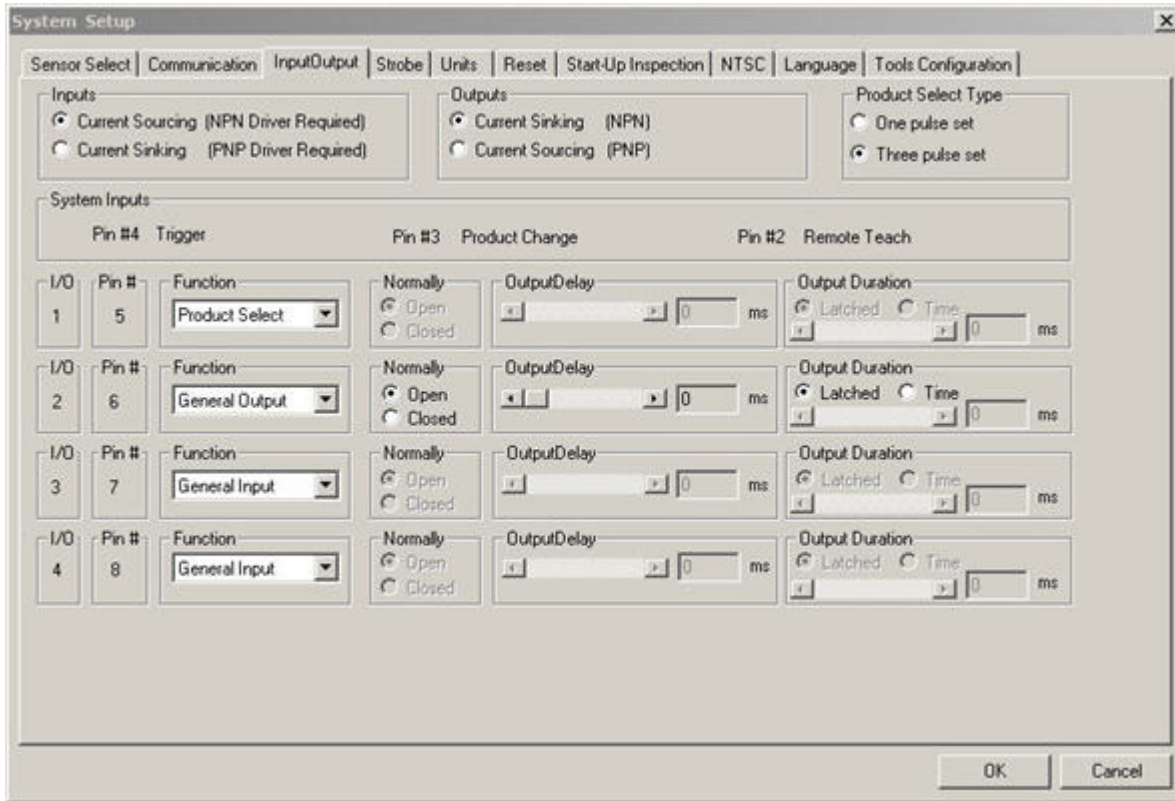 System Setup
Sensor Select Communication InputOutput Strobe Units Reset Start-Up Inspection NTSC Language Tools Configuration
Inputs
Current Sourcing (NPN Driver Required)
Current Sinking (PNP Driver Required)
Outputs
Current Sinking (NPN)
Current Sourcing (PNP)
Product Select Type
One pulse set
Three pulse set
System Inputs
Pin #4 Trigger Pin #3 Product Change Pin #2 Remote Teach
I/O Pin # Function Normally OutputDelay Output Duration
1 5 Product Select Open Closed 0 ms Latched Time 0 ms
I/O Pin # Function Normally OutputDelay Output Duration
2 6 General Output Open Closed 0 ms Latched Time 0 ms
I/O Pin # Function Normally OutputDelay Output Duration
3 7 General Input Open Closed 0 ms Latched Time 0 ms
I/O Pin # Function Normally OutputDelay Output Duration
4 8 General Input Open Closed 0 ms Latched Time 0 ms
OK Cancel